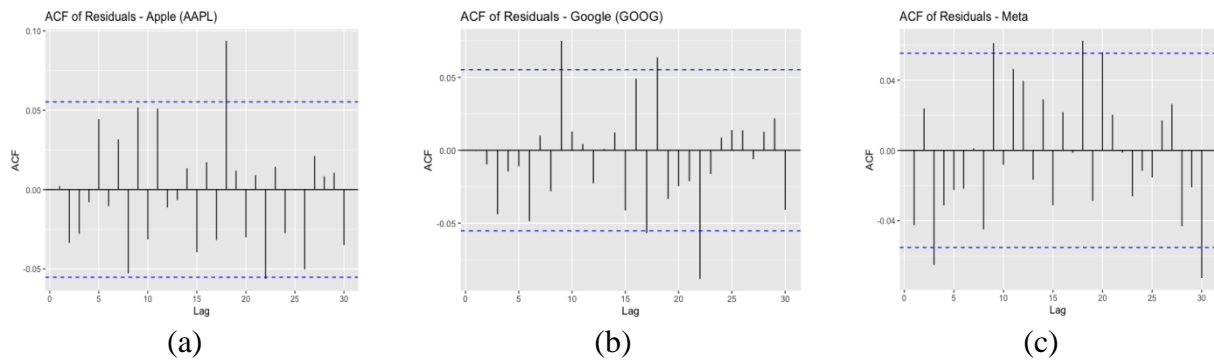 ACF of Residuals - Apple (AAPL)
0.10
0.05
0.00
-0.05
ACF
0
5
10
15
20
25
30
Lag
(a)
ACF of Residuals - Google (GOOG)
0.05
0.00
-0.05
ACF
0
5
10
15
20
25
30
Lag
(b)
ACF of Residuals - Meta
0.04
0.00
-0.04
ACF
0
5
10
15
20
25
30
Lag
(c)